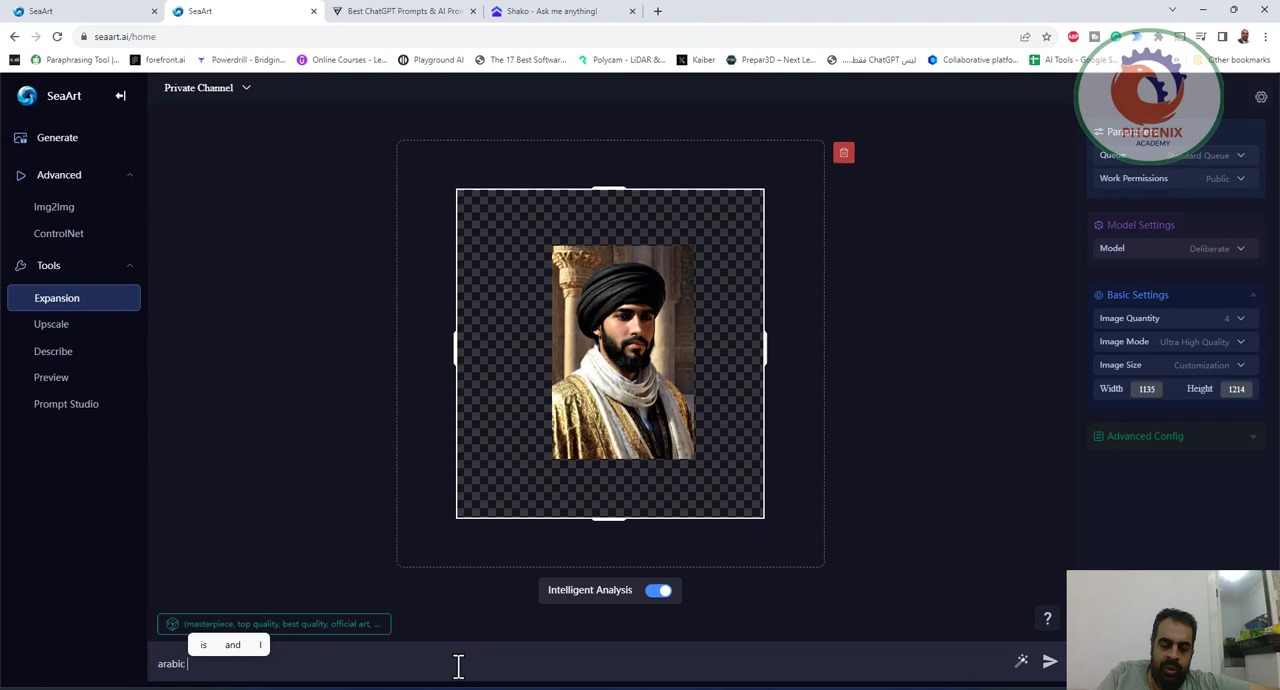 SeaArt
SeaArt
Best ChatGPT Prompts & AI Pro
Shako - Ask me anything!
seaart.ai/home
ABP
Paraphrasing Tool |...
forefront.ai
Powerdrill - Bridgin...
Online Courses - Le...
Playground AI
The 17 Best Softwar...
Polycam - LiDAR &...
Kaiber
Prepar3D – Next Le...
ليس ChatGPT فقط.....
Collaborative platfo...
AI Tools - Google S...
Other bookmarks
SeaArt
Private Channel
Generate
Advanced
Img2Img
ControlNet
Tools
Expansion
Upscale
Describe
Preview
Prompt Studio
PHOENIX
ACADEMY
Parameters
Queue Standard Queue
Work Permissions Public
Model Settings
Model Deliberate
Basic Settings
Image Quantity 4
Image Mode Ultra High Quality
Image Size Customization
Width 1135 Height 1214
Advanced Config
Intelligent Analysis
(masterpiece, top quality, best quality, official art, ...
?
is and I
arabic